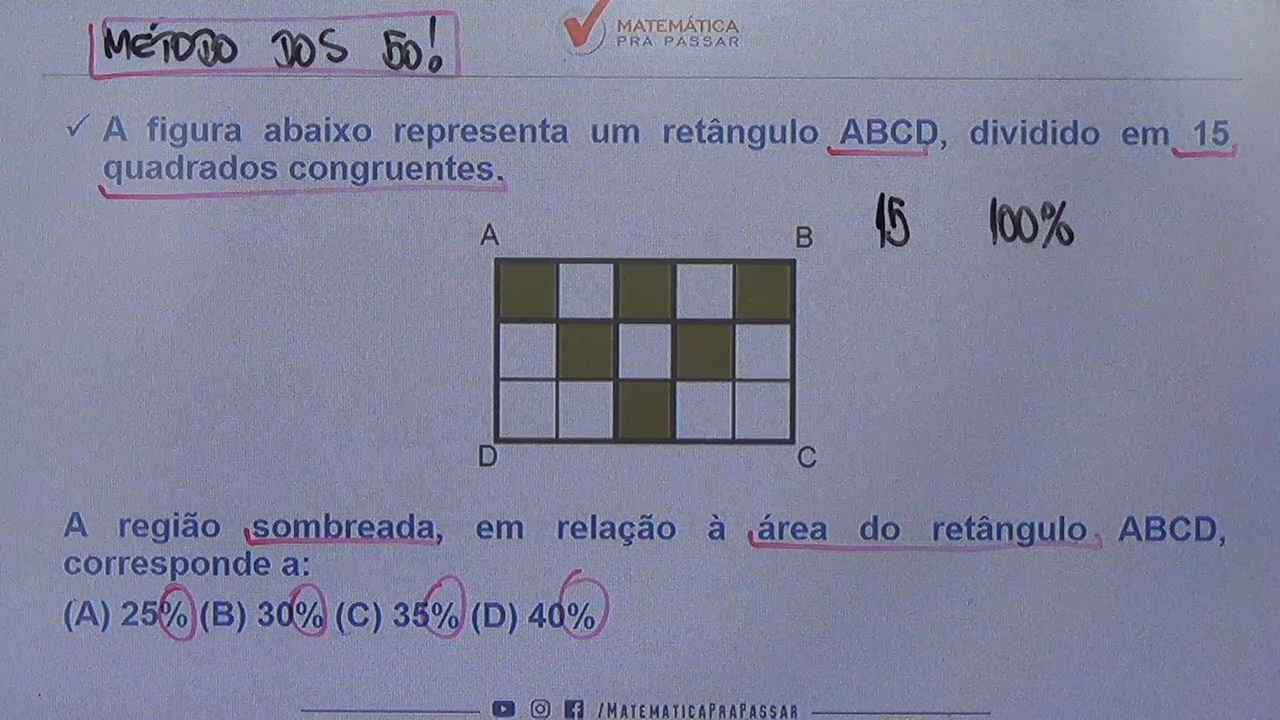 MÉTODO DOS 50!
MATEMÁTICA
PRA PASSAR
✓ A figura abaixo representa um retângulo ABCD, dividido em 15
quadrados congruentes.
15 100%
A B
D C
A região sombreada, em relação à área do retângulo ABCD,
corresponde a:
(A) 25% (B) 30% (C) 35% (D) 40%
/MATEMATICAPRAPASSAR